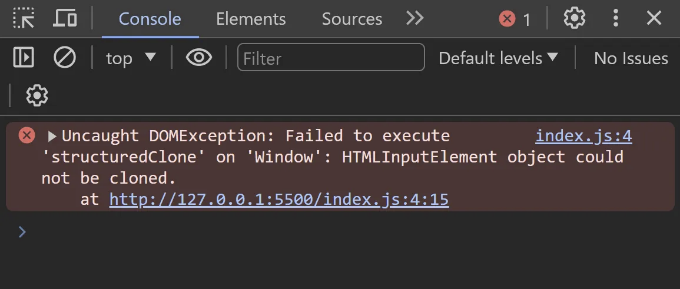 Console Elements Sources 1
top Filter Default levels No Issues
Uncaught DOMException: Failed to execute index.js:4
'structuredClone' on 'Window': HTMLInputElement object could
not be cloned.
at http://127.0.0.1:5500/index.js:4:15